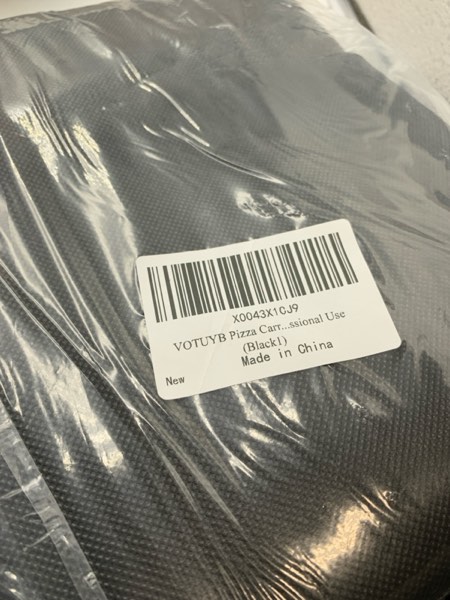 X0043X1CJ9
VOTUYB Pizza Carr...ssional Use
(Black1)
Made in China
New